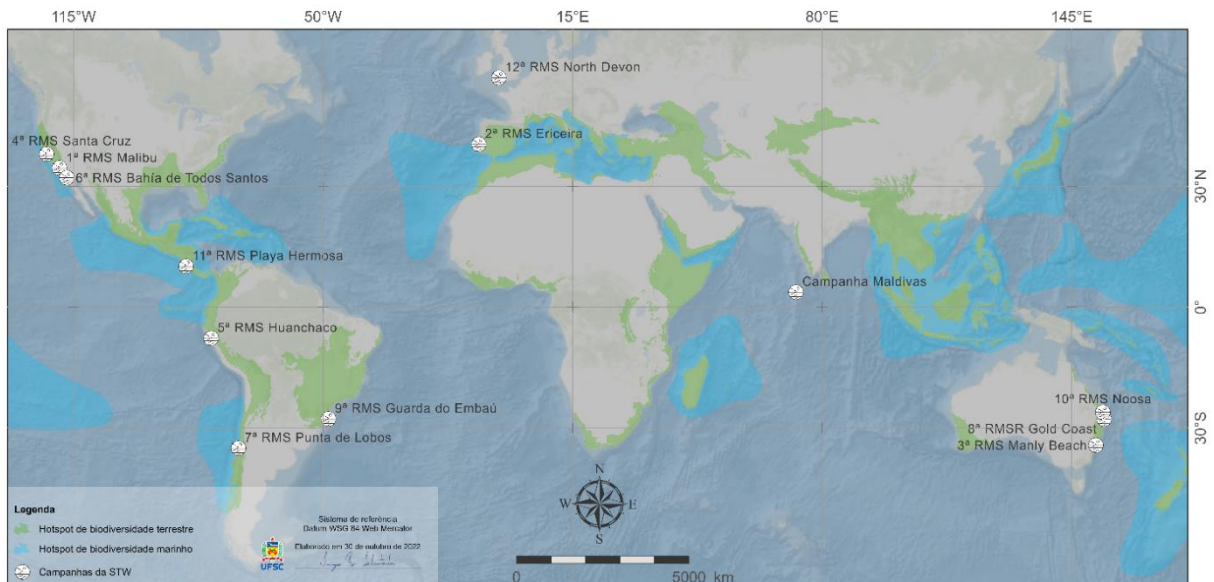 115°W 50°W 15°E 80°E 145°E
12ª RMS North Devon
2ª RMS Ericeira
4ª RMS Santa Cruz
1ª RMS Malibu
6ª RMS Bahía de Todos Santos
30°N
11ª RMS Playa Hermosa
Campanha Maldivas
0°
5ª RMS Huanchaco
10ª RMS Noosa
9ª RMS Guarda do Embaú
8ª RMSR Gold Coast
30°S
7ª RMS Punta de Lobos
3ª RMS Manly Beach
N
W E
S
Legenda
Hotspot de biodiversidade terrestre
Hotspot de biodiversidade marinho
Campanhas da STW
Sistema de referência
Datum WSG 84 Web Mercator
Elaborado em 30 de outubro de 2022
UFSC
0 5000 km